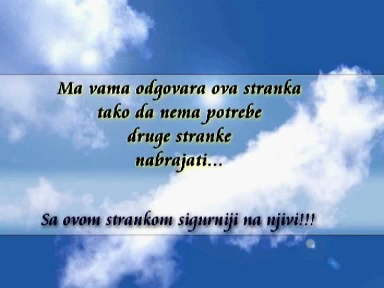 Ma vama odgovara ova stranka
tako da nema potrebe
druge stranke
nabrajati...
Sa ovom strankom sigurniji na njivi!!!